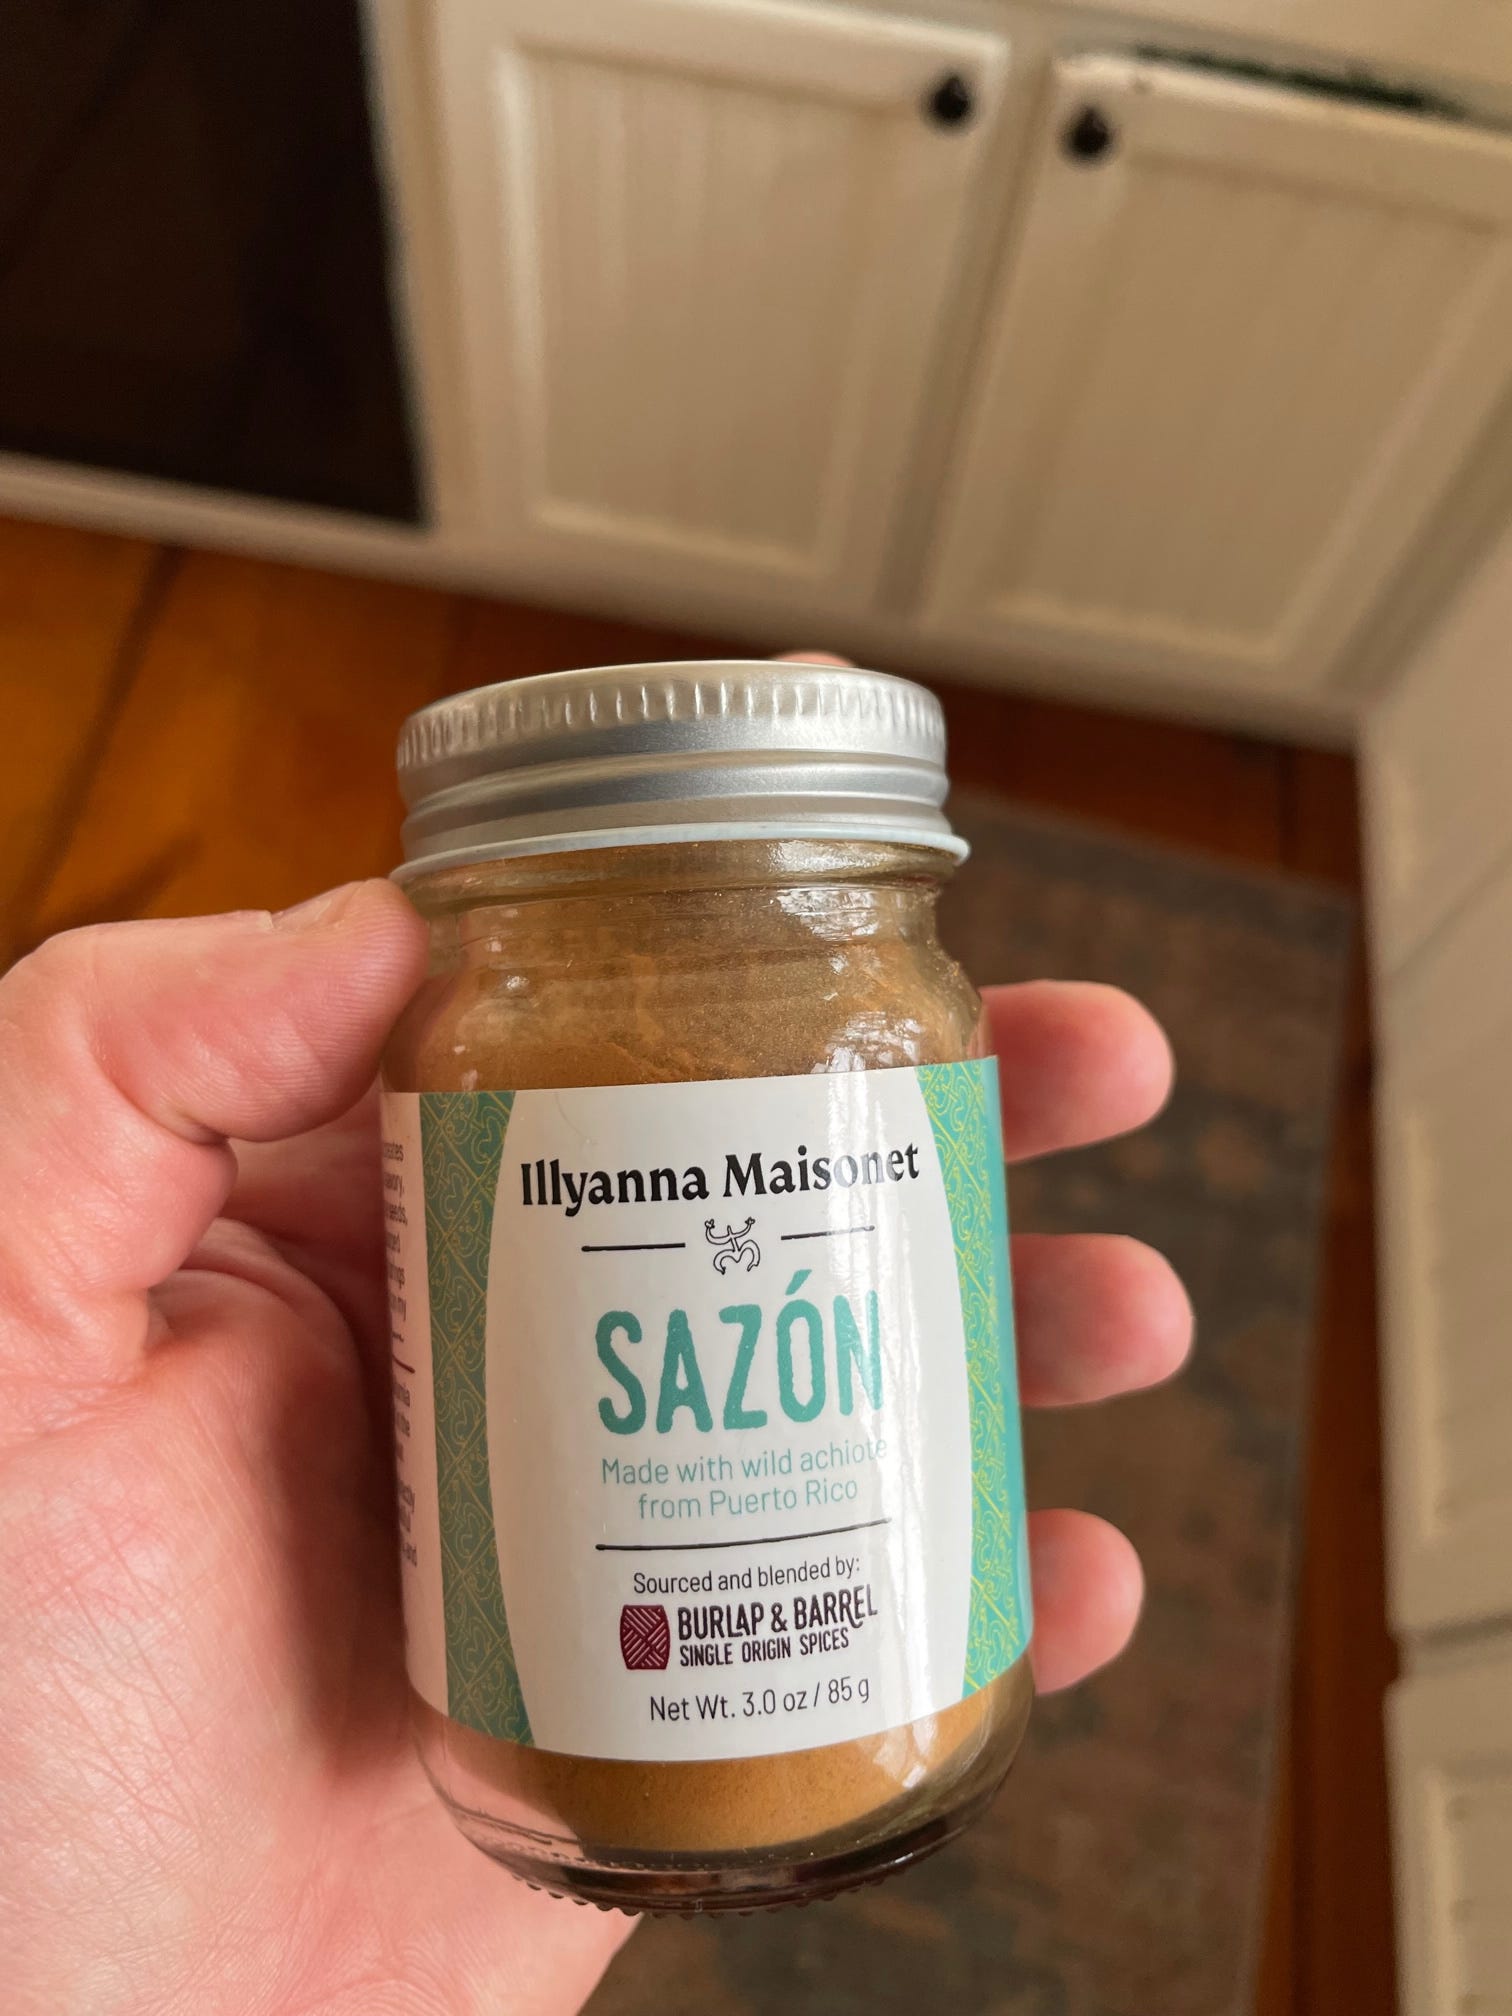 Illyanna Maisonet
SAZÓN
Made with wild achiote
from Puerto Rico
Sourced and blended by:
BURLAP & BARREL
SINGLE ORIGIN SPICES
Net Wt. 3.0 oz / 85 g